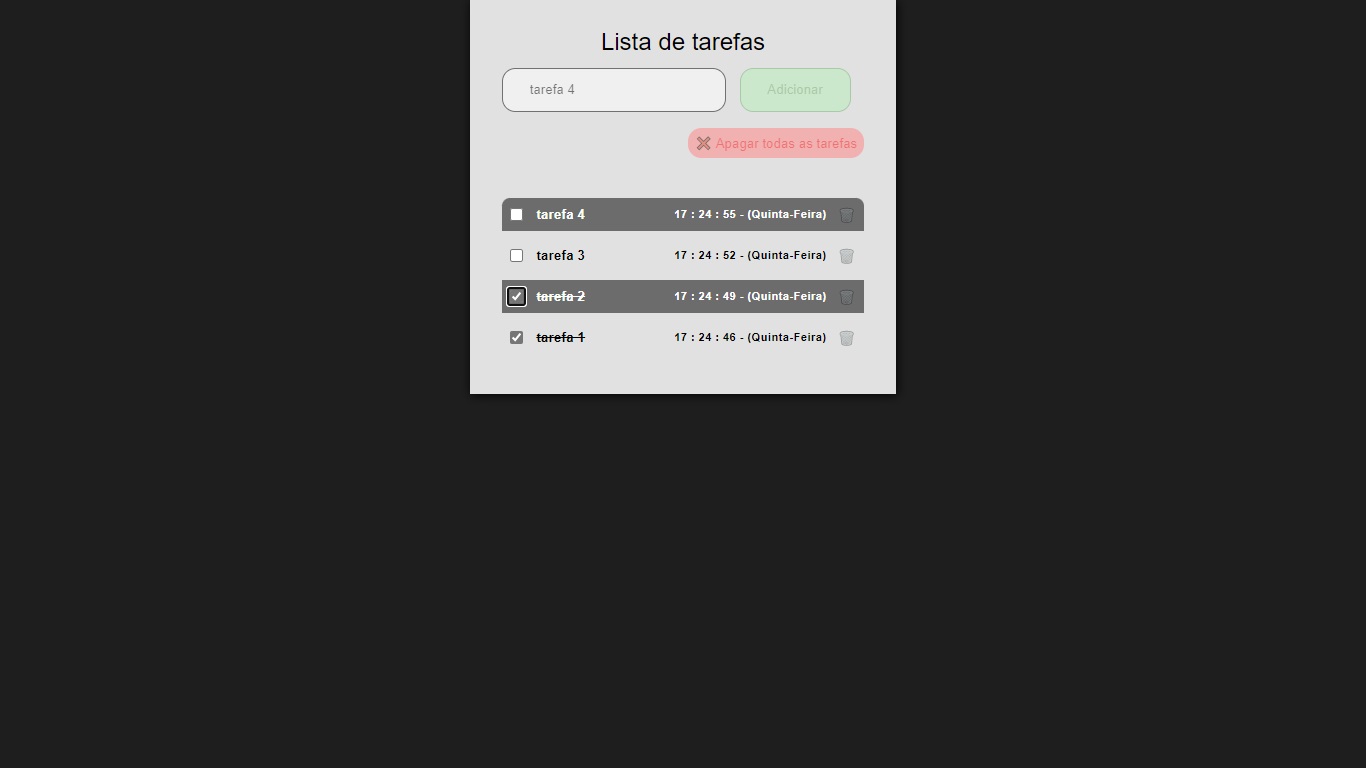 Lista de tarefas
tarefa 4 Adicionar
Apagar todas as tarefas
tarefa 4 17 : 24 : 55 - (Quinta-Feira)
tarefa 3 17 : 24 : 52 - (Quinta-Feira)
tarefa 2 17 : 24 : 49 - (Quinta-Feira)
tarefa 1 17 : 24 : 46 - (Quinta-Feira)